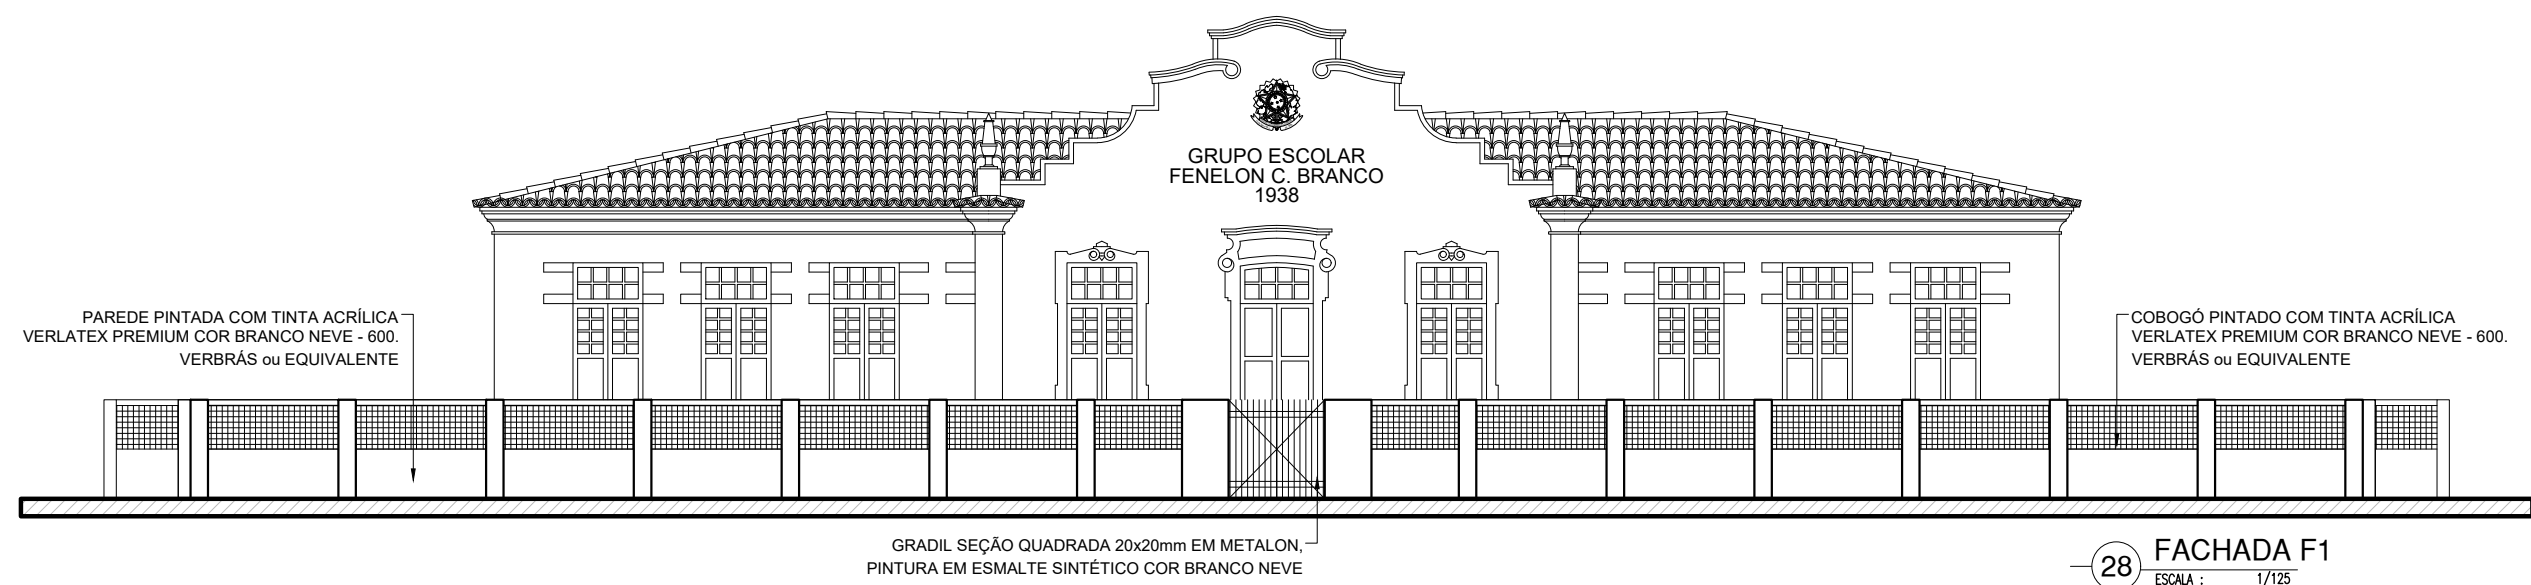 GRUPO ESCOLAR
FENELON C. BRANCO
1938
PAREDE PINTADA COM TINTA ACRÍLICA
VERLATEX PREMIUM COR BRANCO NEVE - 600.
VERBRÁS ou EQUIVALENTE
COBOGÓ PINTADO COM TINTA ACRÍLICA
VERLATEX PREMIUM COR BRANCO NEVE - 600.
VERBRÁS ou EQUIVALENTE
GRADIL SEÇÃO QUADRADA 20x20mm EM METALON,
PINTURA EM ESMALTE SINTÉTICO COR BRANCO NEVE
28 FACHADA F1
ESCALA : 1/125